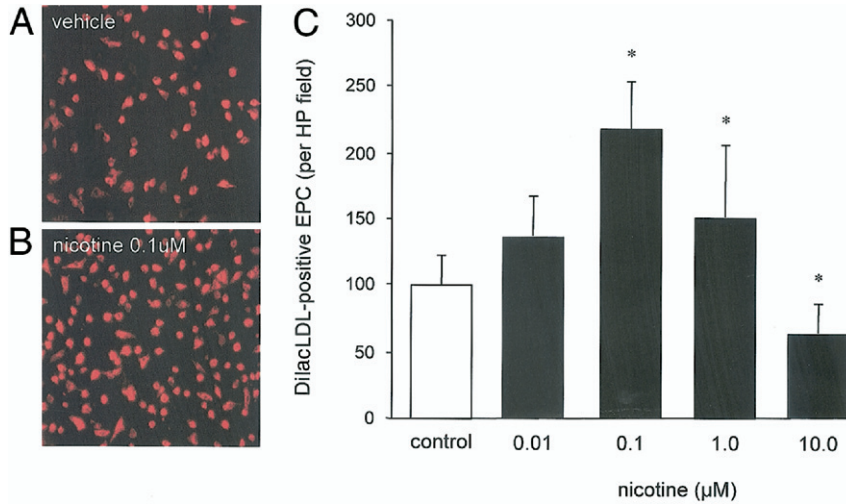 A
vehicle
B
nicotine 0.1uM
C
DilacLDL-positive EPC (per HP field)
300
250
200
150
100
50
0
*
*
*
control
0.01
0.1
1.0
10.0
nicotine (µM)